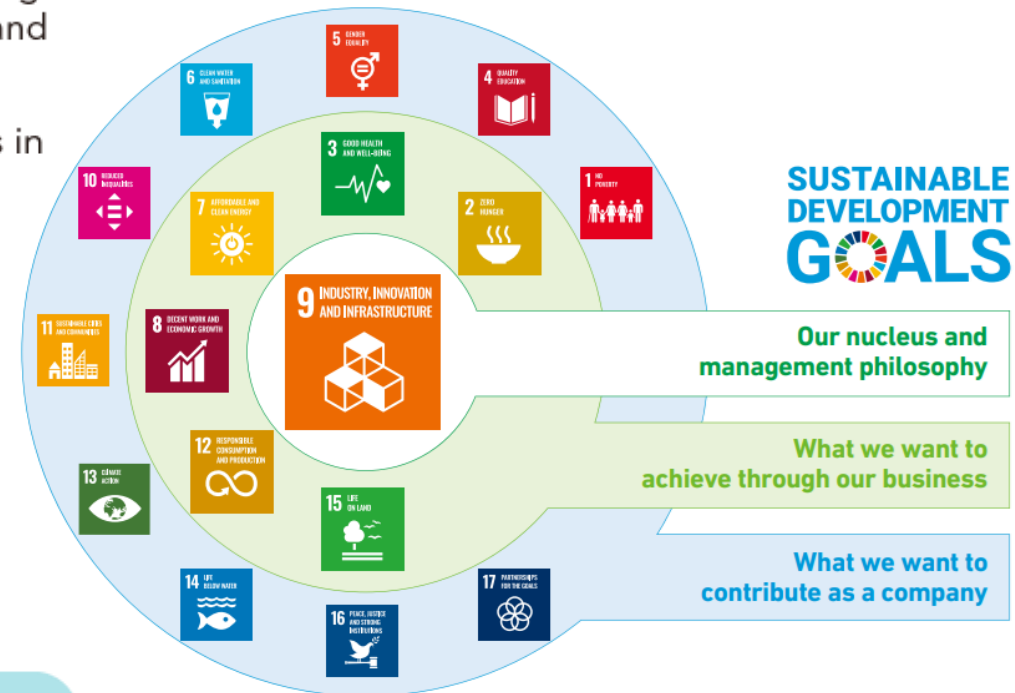 and
s in
5 GENDER
EQUALITY
6 CLEAN WATER
AND SANITATION
4 QUALITY
EDUCATION
3 GOOD HEALTH
AND WELL-BEING
10 REDUCED
INEQUALITIES
1 NO
POVERTY
7 AFFORDABLE AND
CLEAN ENERGY
2 ZERO
HUNGER
SUSTAINABLE
DEVELOPMENT
GOALS
9 INDUSTRY, INNOVATION
AND INFRASTRUCTURE
11 SUSTAINABLE CITIES
AND COMMUNITIES
8 DECENT WORK AND
ECONOMIC GROWTH
Our nucleus and
management philosophy
12 RESPONSIBLE
CONSUMPTION
AND PRODUCTION
What we want to
achieve through our business
13 CLIMATE
ACTION
15 LIFE
ON LAND
What we want to
contribute as a company
14 LIFE
BELOW WATER
16 PEACE, JUSTICE
AND STRONG
INSTITUTIONS
17 PARTNERSHIPS
FOR THE GOALS